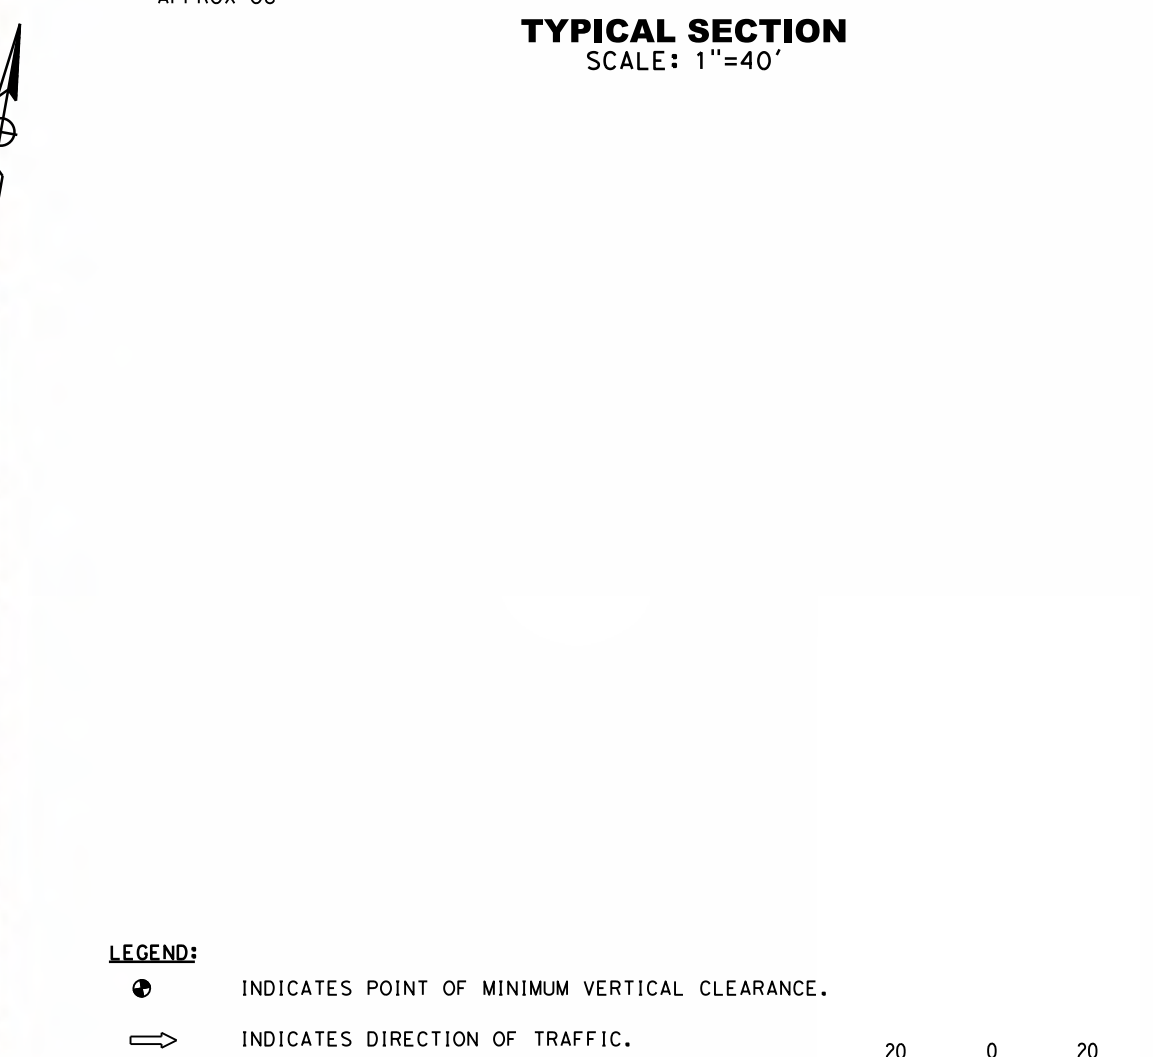 TYPICAL SECTION
SCALE: 1"=40'
LEGEND:
INDICATES POINT OF MINIMUM VERTICAL CLEARANCE.
INDICATES DIRECTION OF TRAFFIC.
20 0 20